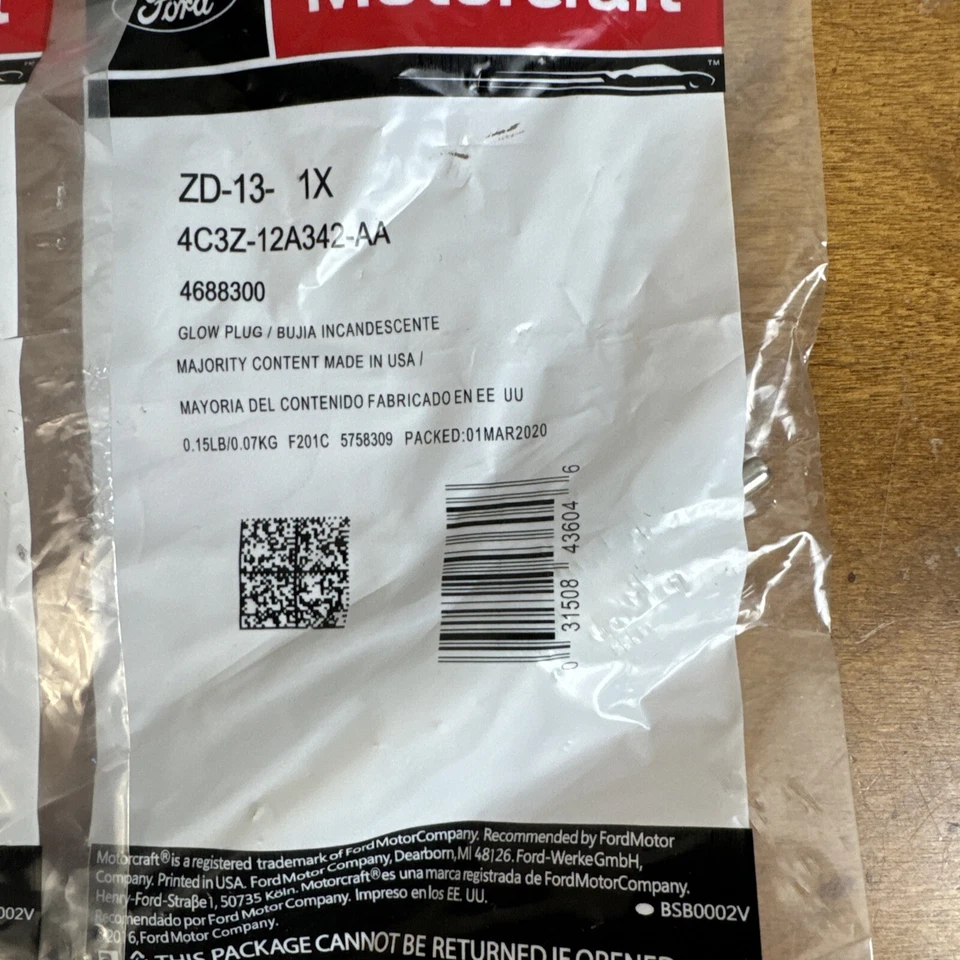 Ford
Motorcraft
TM
ZD-13- 1X
4C3Z-12A342-AA
4688300
GLOW PLUG / BUJIA INCANDESCENTE
MAJORITY CONTENT MADE IN USA /
MAYORIA DEL CONTENIDO FABRICADO EN EE UU
0.15LB/0.07KG F201C 5758309 PACKED:01MAR2020
0 31508 43604 6
Motorcraft® is a registered trademark of Ford Motor Company. Recommended by Ford Motor
Company. Printed in USA. Ford Motor Company, Dearborn, MI 48126. Ford-Werke GmbH,
Henry-Ford-Straße 1, 50735 Köln. Motorcraft® es una marca registrada de Ford Motor Company.
Recomendado por Ford Motor Company. Impreso en los EE. UU.
2016, Ford Motor Company.
BSB0002V
002V
THIS PACKAGE CANNOT BE RETURNED IF OPENED